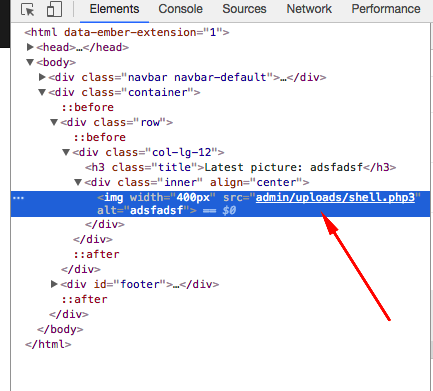 Elements Console Sources Network Performance
<html data-ember-extension="1">
▶<head>…</head>
▼<body>
▶<div class="navbar navbar-default">…</div>
▼<div class="container">
::before
▼<div class="row">
::before
▼<div class="col-lg-12">
<h3 class="title">Latest picture: adsfadsf</h3>
▼<div class="inner" align="center">
…<img width="400px" src="admin/uploads/shell.php3"
alt="adsfadsf"> == $0
</div>
</div>
::after
</div>
▶<div id="footer">…</div>
::after
</div>
</body>
</html>